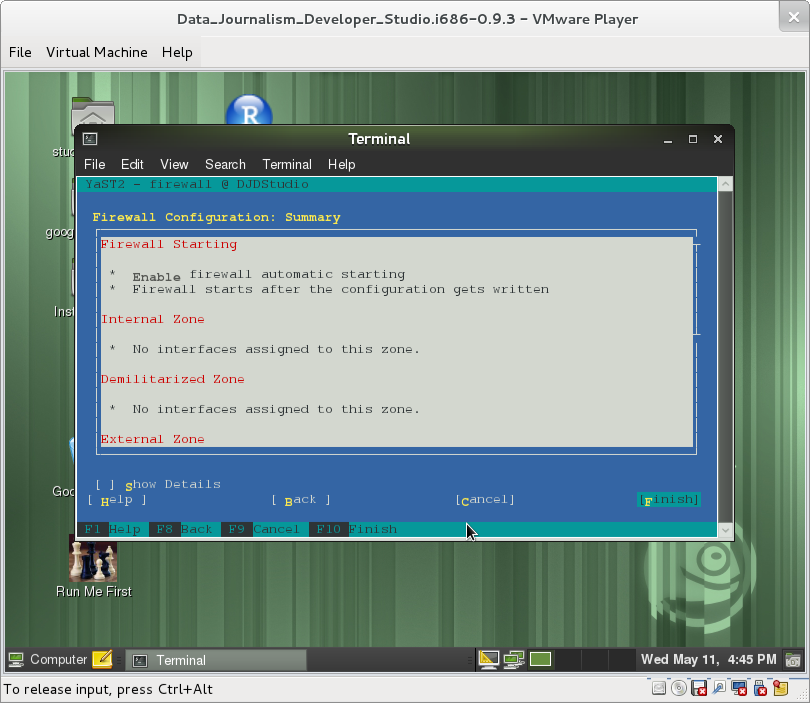 Data_Journalism_Developer_Studio.i686-0.9.3 - VMware Player
File Virtual Machine Help
R
Terminal
File Edit View Search Terminal Help
YaST2 - firewall @ DJDStudio
Firewall Configuration: Summary
Firewall Starting
* Enable firewall automatic starting
* Firewall starts after the configuration gets written
Internal Zone
* No interfaces assigned to this zone.
Demilitarized Zone
* No interfaces assigned to this zone.
External Zone
[ ] Show Details
[ Help ] [ Back ] [Cancel] [Finish]
F1 Help F8 Back F9 Cancel F10 Finish
Run Me First
Computer Terminal Wed May 11, 4:45 PM
To release input, press Ctrl+Alt